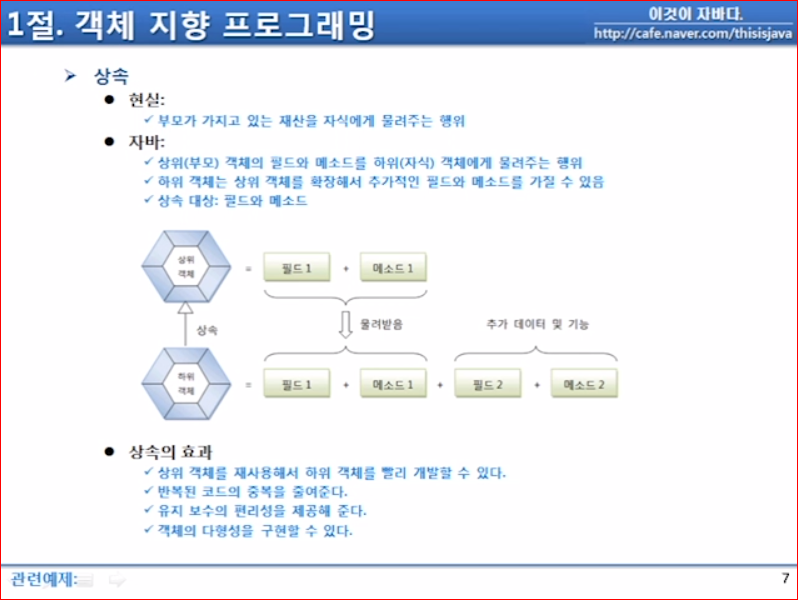 1절. 객체 지향 프로그래밍
이것이 자바다.
http://cafe.naver.com/thisisjava
➢ 상속
● 현실:
✓ 부모가 가지고 있는 재산을 자식에게 물려주는 행위
● 자바:
✓ 상위(부모) 객체의 필드와 메소드를 하위(자식) 객체에게 물려주는 행위
✓ 하위 객체는 상위 객체를 확장해서 추가적인 필드와 메소드를 가질 수 있음
✓ 상속 대상: 필드와 메소드
상위
객체
= 필드1 + 메소드1
상속
물려받음
추가 데이터 및 기능
하위
객체
= 필드1 + 메소드1 + 필드2 + 메소드2
● 상속의 효과
✓ 상위 객체를 재사용해서 하위 객체를 빨리 개발할 수 있다.
✓ 반복된 코드의 중복을 줄여준다.
✓ 유지 보수의 편리성을 제공해 준다.
✓ 객체의 다형성을 구현할 수 있다.
관련예제:
7